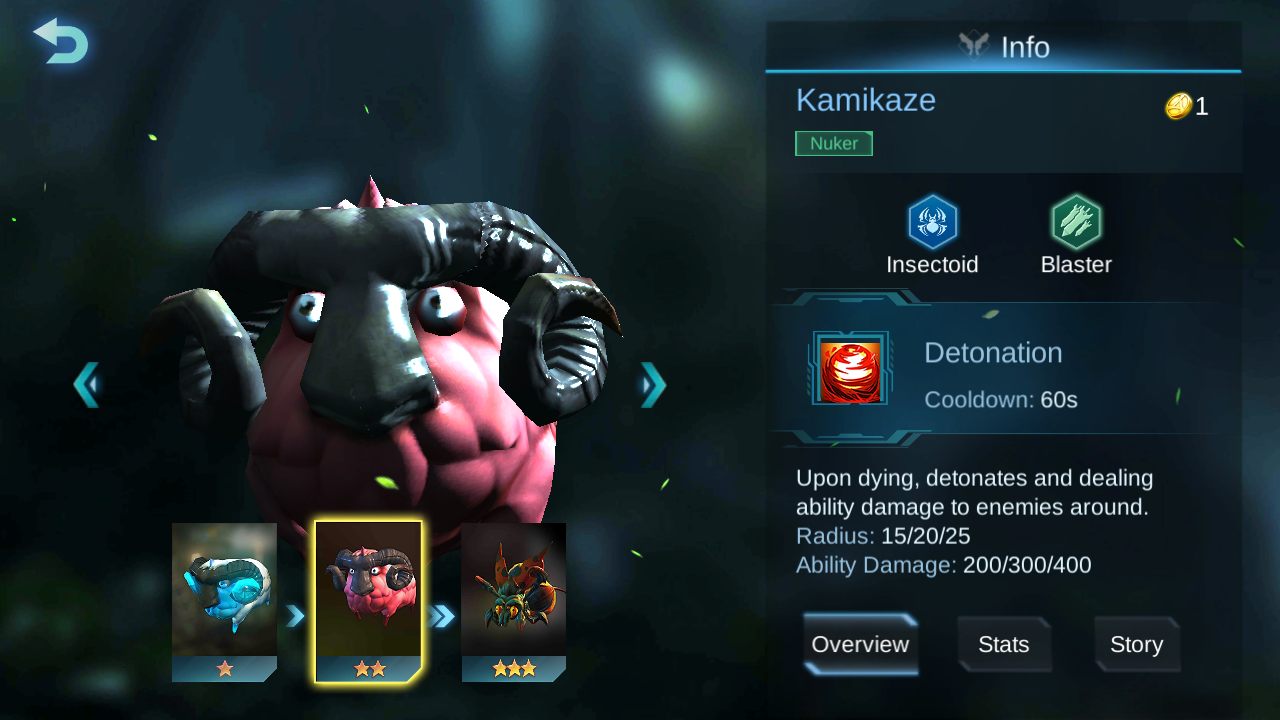 Info
Kamikaze
1
Nuker
Insectoid
Blaster
Detonation
Cooldown: 60s
Upon dying, detonates and dealing
ability damage to enemies around.
Radius: 15/20/25
Ability Damage: 200/300/400
Overview
Stats
Story